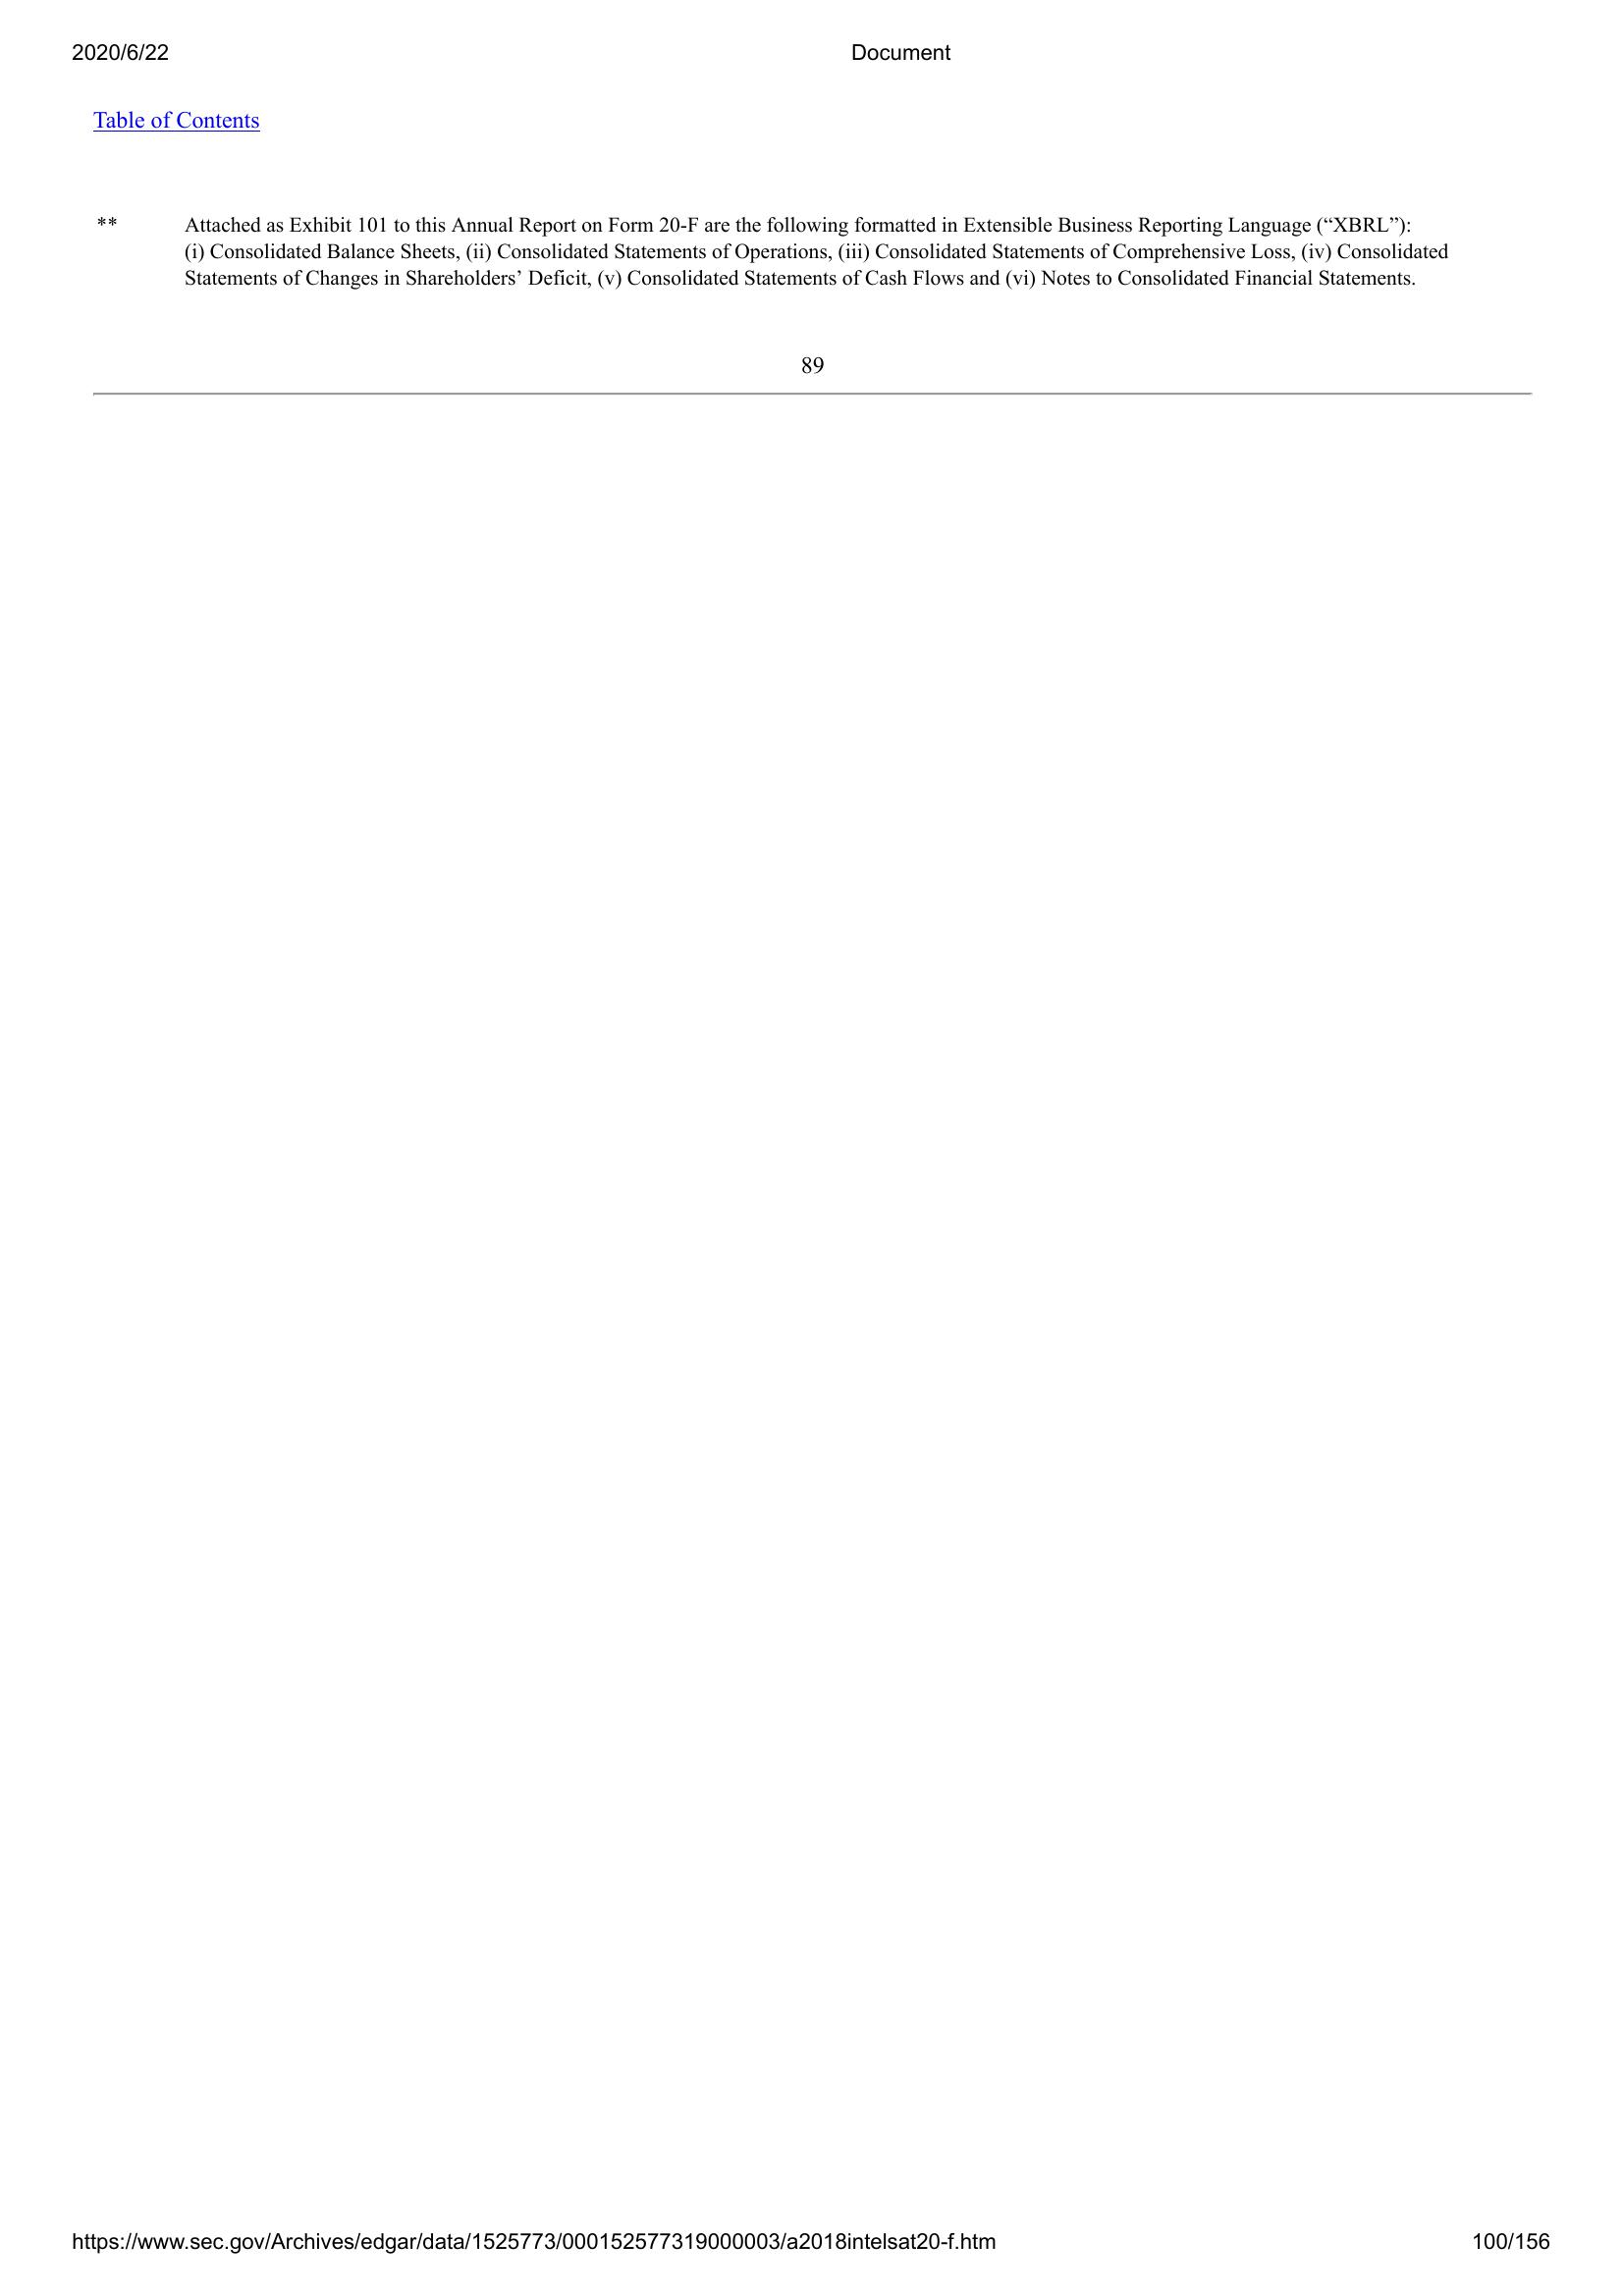 2020/6/22 Document
Table of Contents
** Attached as Exhibit 101 to this Annual Report on Form 20-F are the following formatted in Extensible Business Reporting Language (“XBRL”):
(i) Consolidated Balance Sheets, (ii) Consolidated Statements of Operations, (iii) Consolidated Statements of Comprehensive Loss, (iv) Consolidated
Statements of Changes in Shareholders’ Deficit, (v) Consolidated Statements of Cash Flows and (vi) Notes to Consolidated Financial Statements.
89
https://www.sec.gov/Archives/edgar/data/1525773/000152577319000003/a2018intelsat20-f.htm 100/156